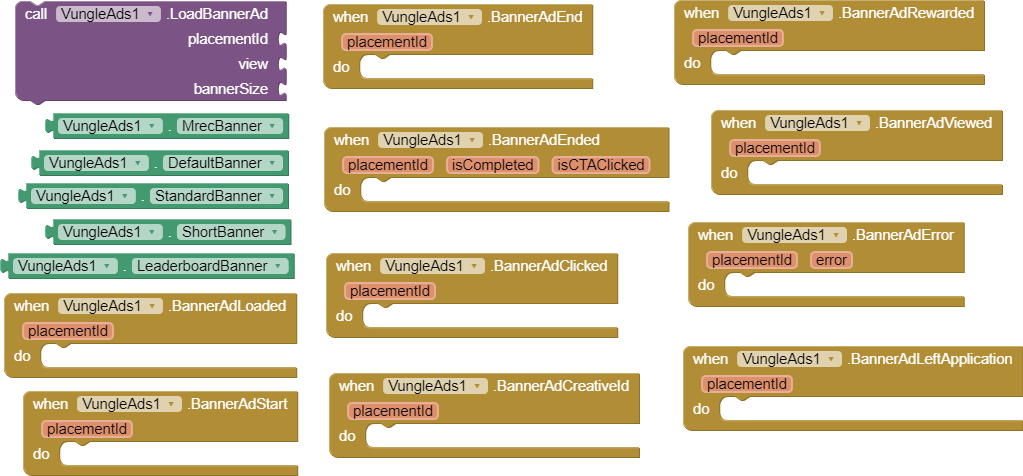 call VungleAds1 .LoadBannerAd
placementId
view
bannerSize
VungleAds1 . MrecBanner
VungleAds1 . DefaultBanner
VungleAds1 . StandardBanner
VungleAds1 . ShortBanner
VungleAds1 . LeaderboardBanner
when VungleAds1 .BannerAdLoaded
placementId
do
when VungleAds1 .BannerAdStart
placementId
do
when VungleAds1 .BannerAdEnd
placementId
do
when VungleAds1 .BannerAdEnded
placementId isCompleted isCTAClicked
do
when VungleAds1 .BannerAdClicked
placementId
do
when VungleAds1 .BannerAdCreativeId
placementId
do
when VungleAds1 .BannerAdRewarded
placementId
do
when VungleAds1 .BannerAdViewed
placementId
do
when VungleAds1 .BannerAdError
placementId error
do
when VungleAds1 .BannerAdLeftApplication
placementId
do